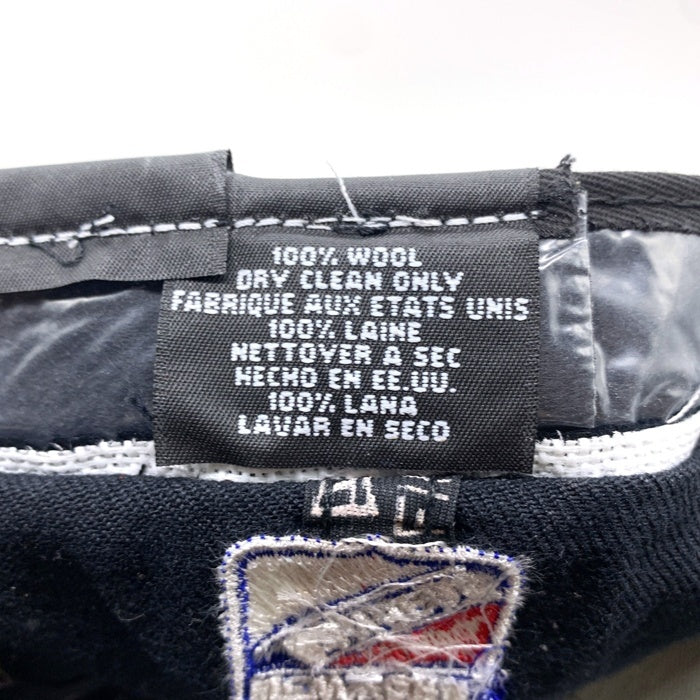 100% WOOL
DRY CLEAN ONLY
FABRIQUE AUX ETATS UNIS
100% LAINE
NETTOYER A SEC
HECHO EN EE.UU.
100% LANA
LAVAR EN SECO